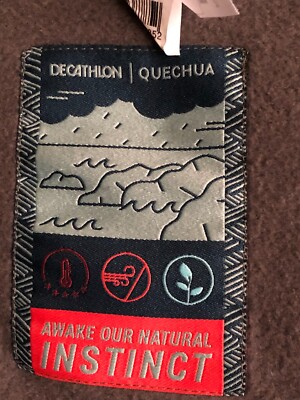 DECATHLON | QUECHUA
AWAKE OUR NATURAL
INSTINCT